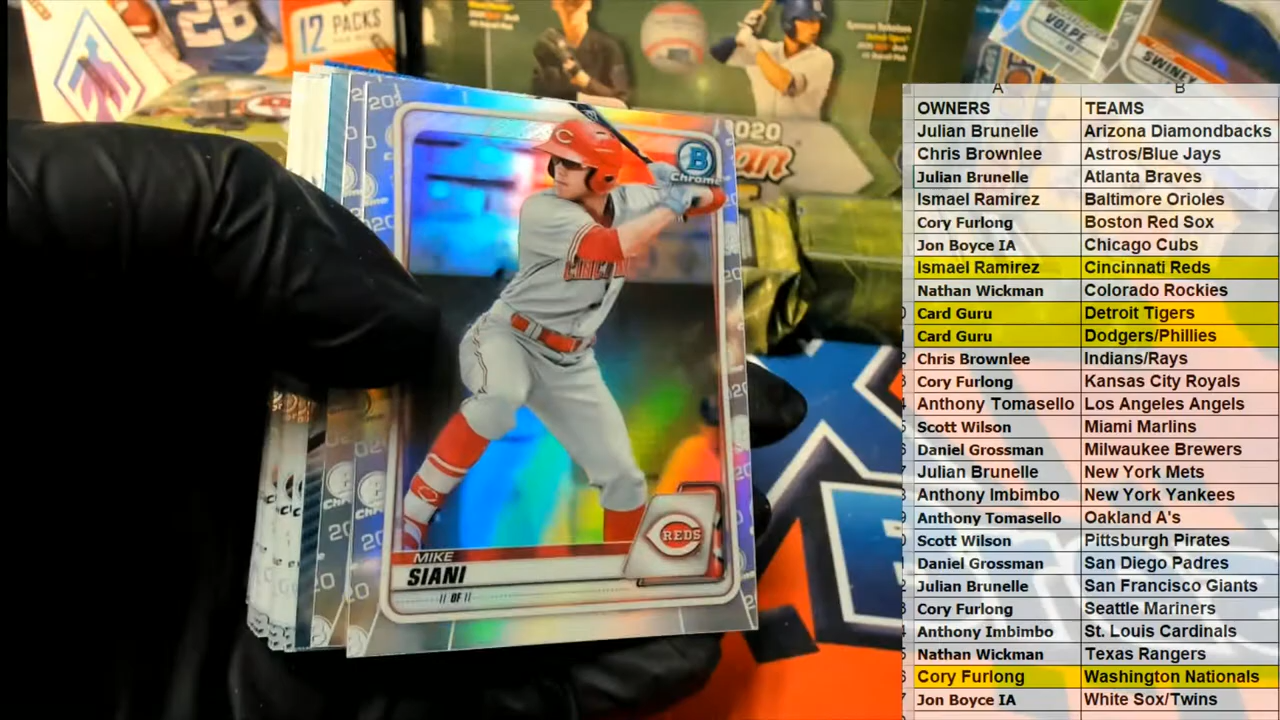 12 PACKS
26
VOLPE
SWINEY
2020
B
Chrome
C
CINCINN
REDS
MIKE
SIANI
OF
A B
OWNERS TEAMS
Julian Brunelle Arizona Diamondbacks
Chris Brownlee Astros/Blue Jays
Julian Brunelle Atlanta Braves
Ismael Ramirez Baltimore Orioles
Cory Furlong Boston Red Sox
Jon Boyce IA Chicago Cubs
Ismael Ramirez Cincinnati Reds
Nathan Wickman Colorado Rockies
Card Guru Detroit Tigers
Card Guru Dodgers/Phillies
Chris Brownlee Indians/Rays
Cory Furlong Kansas City Royals
Anthony Tomasello Los Angeles Angels
Scott Wilson Miami Marlins
Daniel Grossman Milwaukee Brewers
Julian Brunelle New York Mets
Anthony Imbimbo New York Yankees
Anthony Tomasello Oakland A's
Scott Wilson Pittsburgh Pirates
Daniel Grossman San Diego Padres
Julian Brunelle San Francisco Giants
Cory Furlong Seattle Mariners
Anthony Imbimbo St. Louis Cardinals
Nathan Wickman Texas Rangers
Cory Furlong Washington Nationals
Jon Boyce IA White Sox/Twins